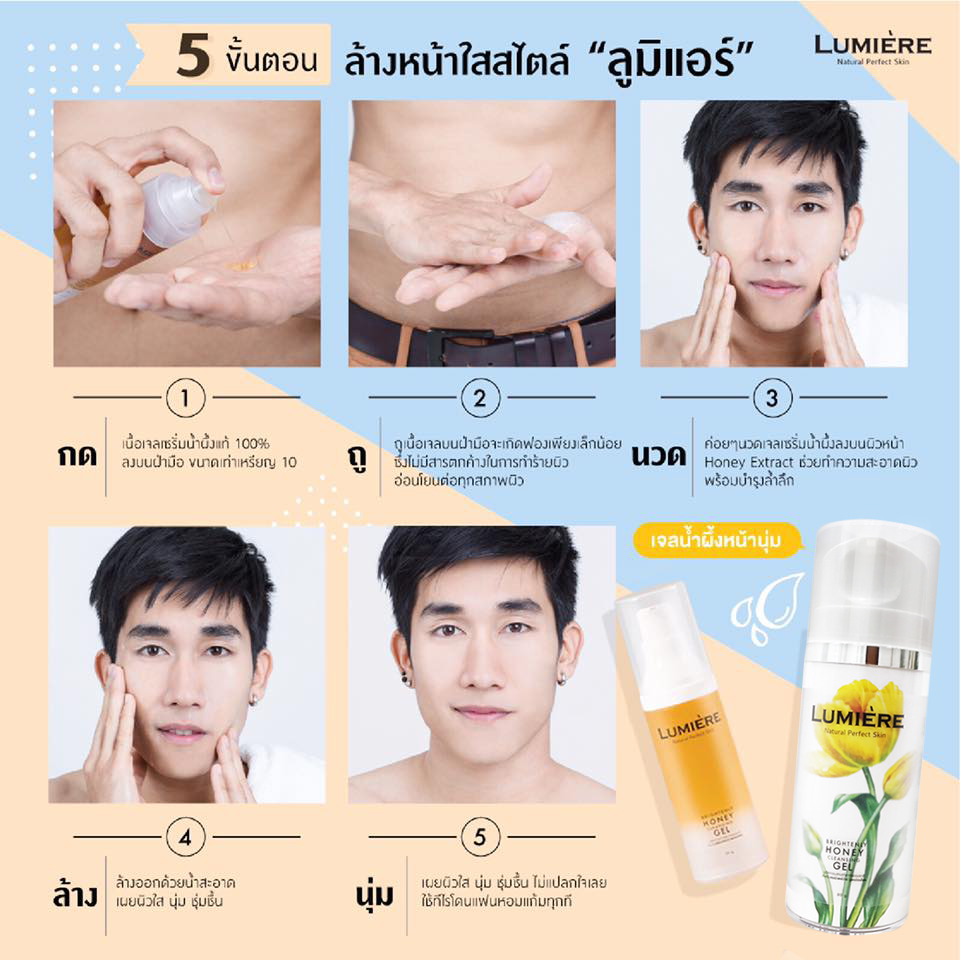 5 ขั้นตอน ล้างหน้าใสสไตล์ “ลูมิแอร์”
LUMIÈRE
Natural Perfect Skin
1
กด
เนื้อเจลเซรั่มน้ำผึ้งแท้ 100%
ลงบนฝ่ามือ ขนาดเท่าเหรียญ 10
2
ถู
ถูเนื้อเจลบนฝ่ามือจะเกิดฟองเพียงเล็กน้อย
ซึ่งไม่มีสารตกค้างในการทำร้ายผิว
อ่อนโยนต่อทุกสภาพผิว
3
นวด
ค่อยๆนวดเจลเซรั่มน้ำผึ้งลงบนผิวหน้า
Honey Extract ช่วยทำความสะอาดผิว
พร้อมบำรุงล้ำลึก
4
ล้าง
ล้างออกด้วยน้ำสะอาด
เผยผิวใส นุ่ม ชุ่มชื้น
5
นุ่ม
เผยผิวใส นุ่ม ชุ่มชื้น ไม่แปลกใจเลย
ใช้ทีไรโดนแฟนหอมแก้มทุกที
เจลน้ำผึ้งหน้านุ่ม
LUMIÈRE
Natural Perfect Skin
BRIGHTENLY
HONEY
CLEANSING
GEL
LUMIÈRE
Natural Perfect Skin
BRIGHTENLY
HONEY
CLEANSING
GEL